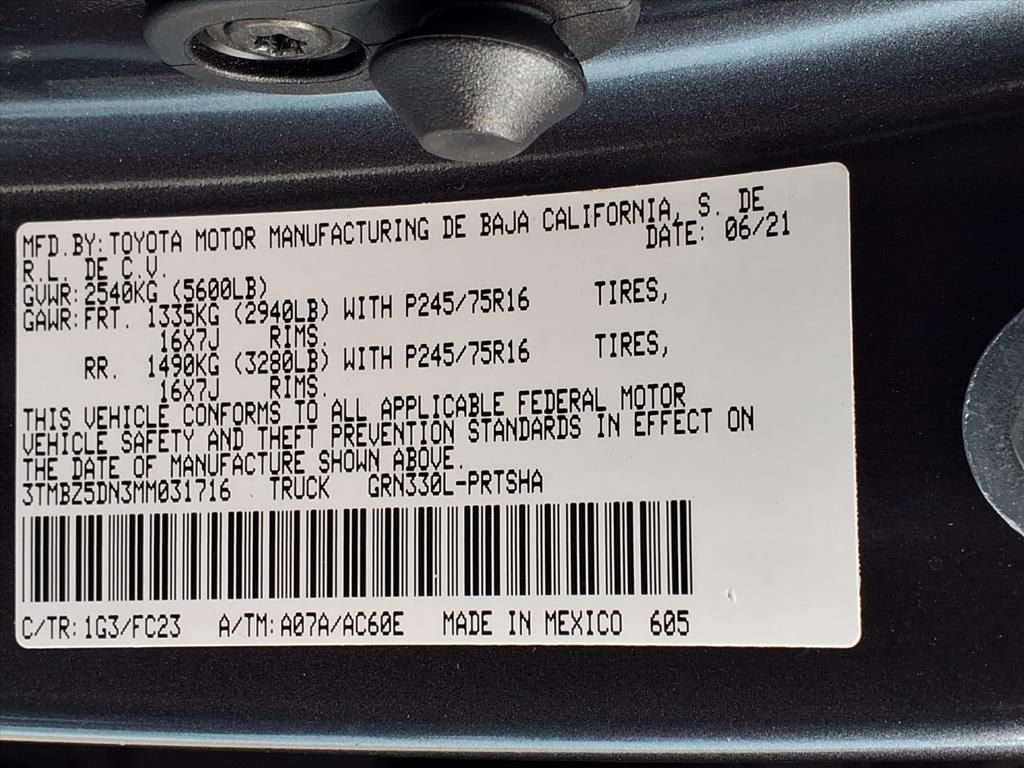 MFD.BY: TOYOTA MOTOR MANUFACTURING DE BAJA CALIFORNIA, S. DE
R.L. DE C.V. DATE: 06/21
GVWR: 2540KG (5600LB)
GAWR: FRT. 1335KG (2940LB) WITH P245/75R16 TIRES,
16X7J RIMS.
RR. 1490KG (3280LB) WITH P245/75R16 TIRES,
16X7J RIMS.
THIS VEHICLE CONFORMS TO ALL APPLICABLE FEDERAL MOTOR
VEHICLE SAFETY AND THEFT PREVENTION STANDARDS IN EFFECT ON
THE DATE OF MANUFACTURE SHOWN ABOVE.
3TMBZ5DN3MM031716 TRUCK GRN330L-PRTSHA
C/TR: 1G3/FC23 A/TM: A07A/AC60E MADE IN MEXICO 605